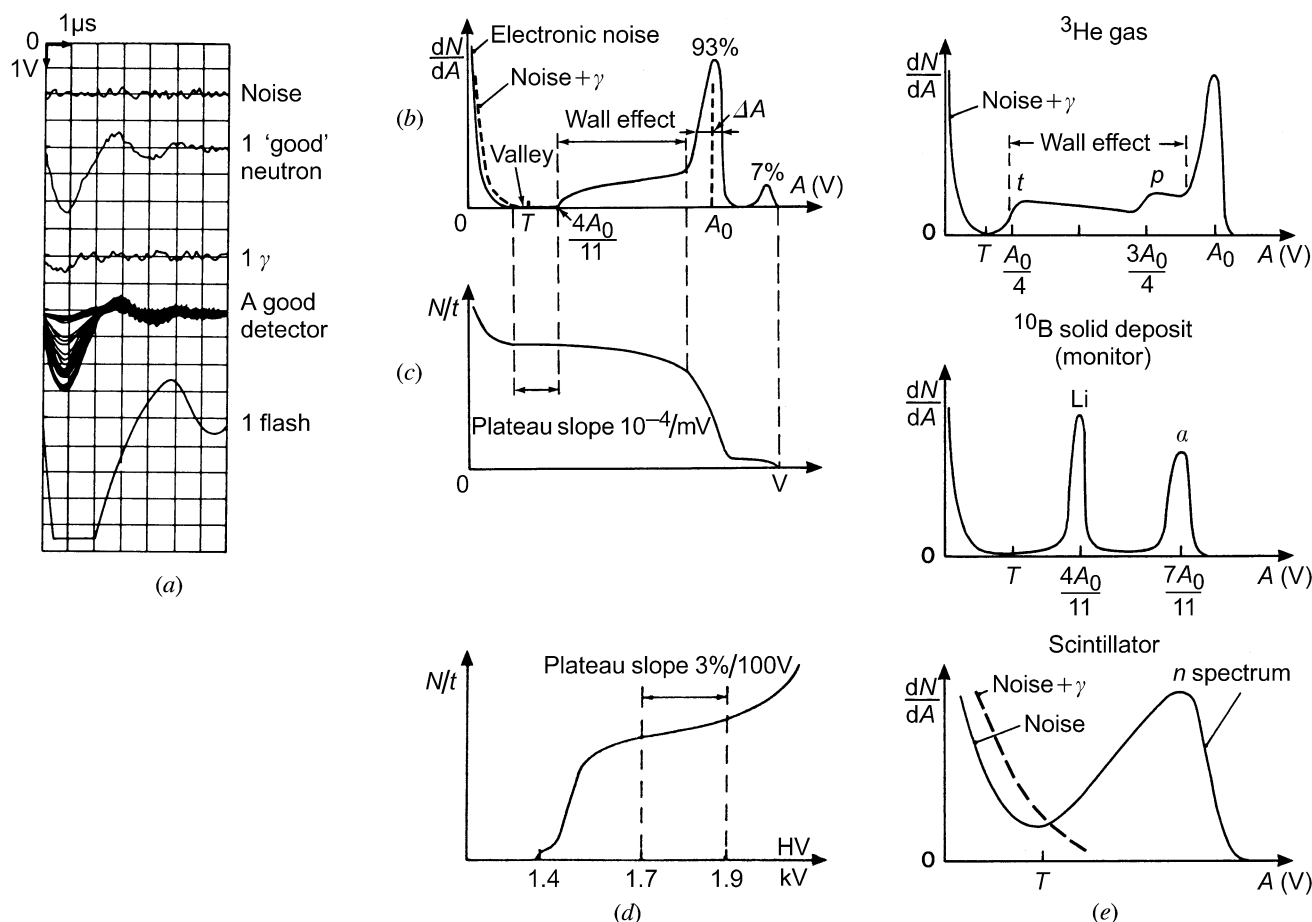 1μs
0
1V
Noise
1 'good'
neutron
1 γ
A good
detector
1 flash
(a)
(b)
dN
dA
Electronic noise
Noise+γ
Valley
Wall effect
93%
ΔA
7%
A (V)
0
T
4A₀
11
A₀
(c)
N/t
Plateau slope 10⁻⁴/mV
0
V
N/t
Plateau slope 3%/100V
HV
1.4
1.7
1.9
kV
(d)
³He gas
dN
dA
Noise+γ
Wall effect
t
p
0
T
A₀
4
3A₀
4
A₀
A (V)
¹⁰B solid deposit
(monitor)
dN
dA
Li
α
0
T
4A₀
11
7A₀
11
A (V)
Scintillator
dN
dA
Noise+γ
Noise
n spectrum
0
T
A (V)
(e)